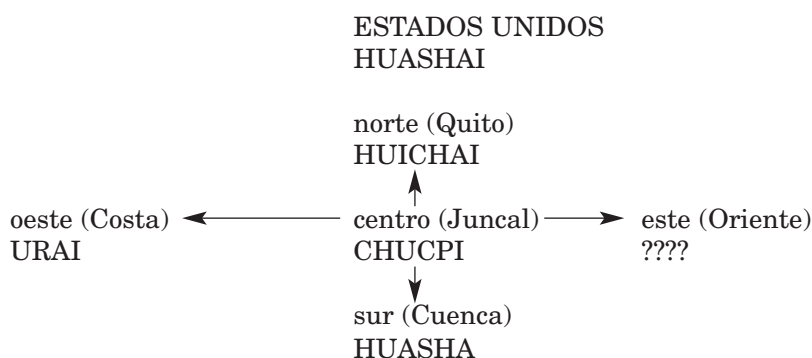 ESTADOS UNIDOS
HUASHAI
norte (Quito)
HUICHAI
oeste (Costa)
URAI
centro (Juncal)
CHUCPI
este (Oriente)
????
sur (Cuenca)
HUASHA